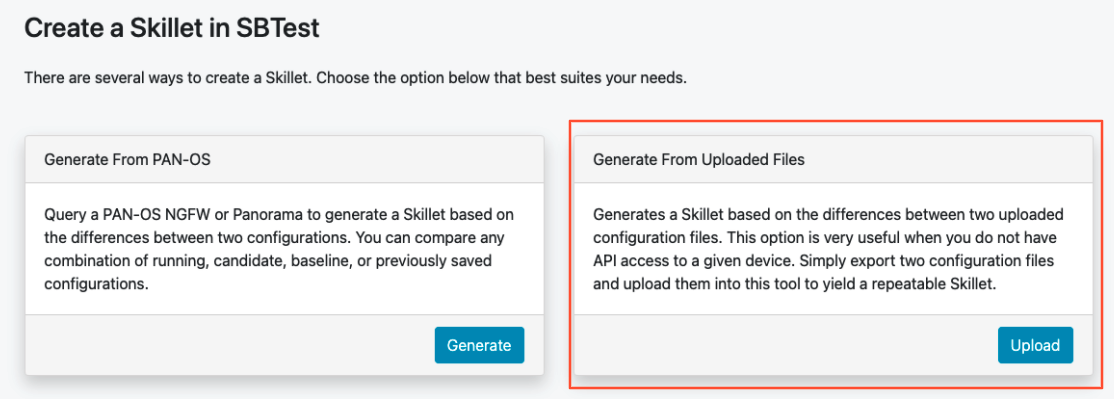 Create a Skillet in SBTest
There are several ways to create a Skillet. Choose the option below that best suites your needs.
Generate From PAN-OS
Query a PAN-OS NGFW or Panorama to generate a Skillet based on
the differences between two configurations. You can compare any
combination of running, candidate, baseline, or previously saved
configurations.
Generate
Generate From Uploaded Files
Generates a Skillet based on the differences between two uploaded
configuration files. This option is very useful when you do not have
API access to a given device. Simply export two configuration files
and upload them into this tool to yield a repeatable Skillet.
Upload